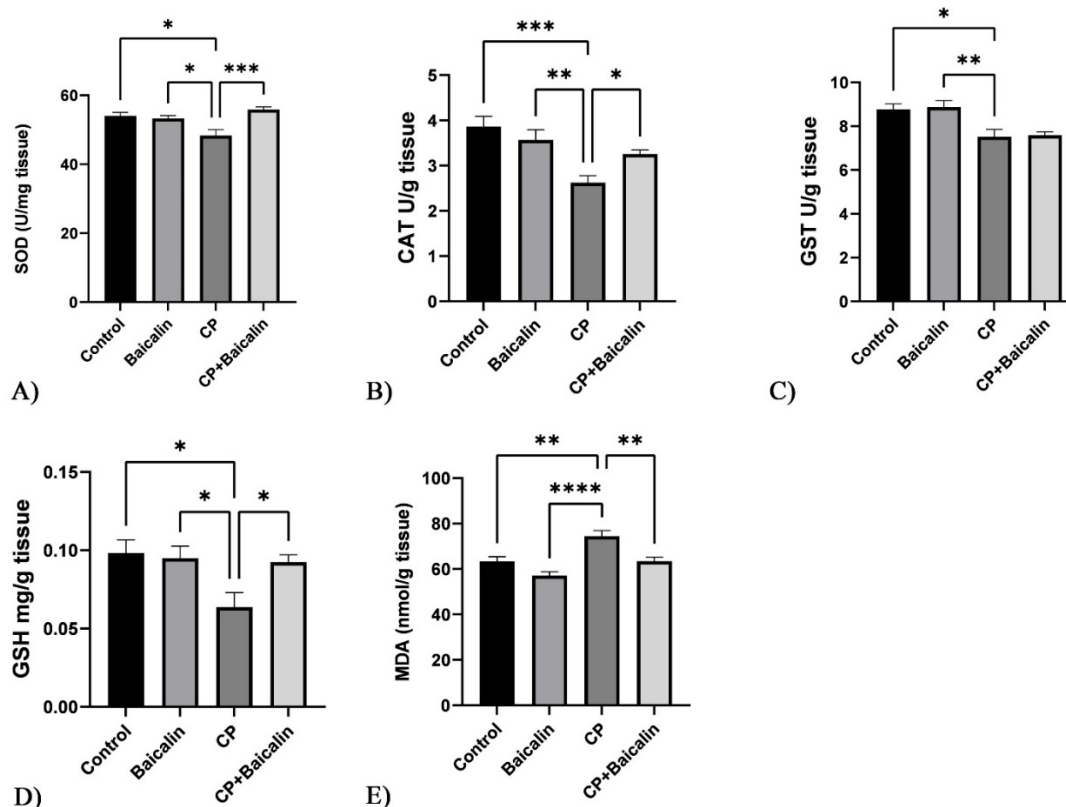 *
* ***
SOD (U/mg tissue)
60
40
20
0
Control
Baicalin
CP
CP+Baicalin
A)
***
** *
CAT U/g tissue
5
4
3
2
1
0
Control
Baicalin
CP
CP+Baicalin
B)
*
**
GST U/g tissue
10
8
6
4
2
0
Control
Baicalin
CP
CP+Baicalin
C)
*
* *
GSH mg/g tissue
0.15
0.10
0.05
0.00
Control
Baicalin
CP
CP+Baicalin
D)
** **
****
MDA (nmol/g tissue)
100
80
60
40
20
0
Control
Baicalin
CP
CP+Baicalin
E)